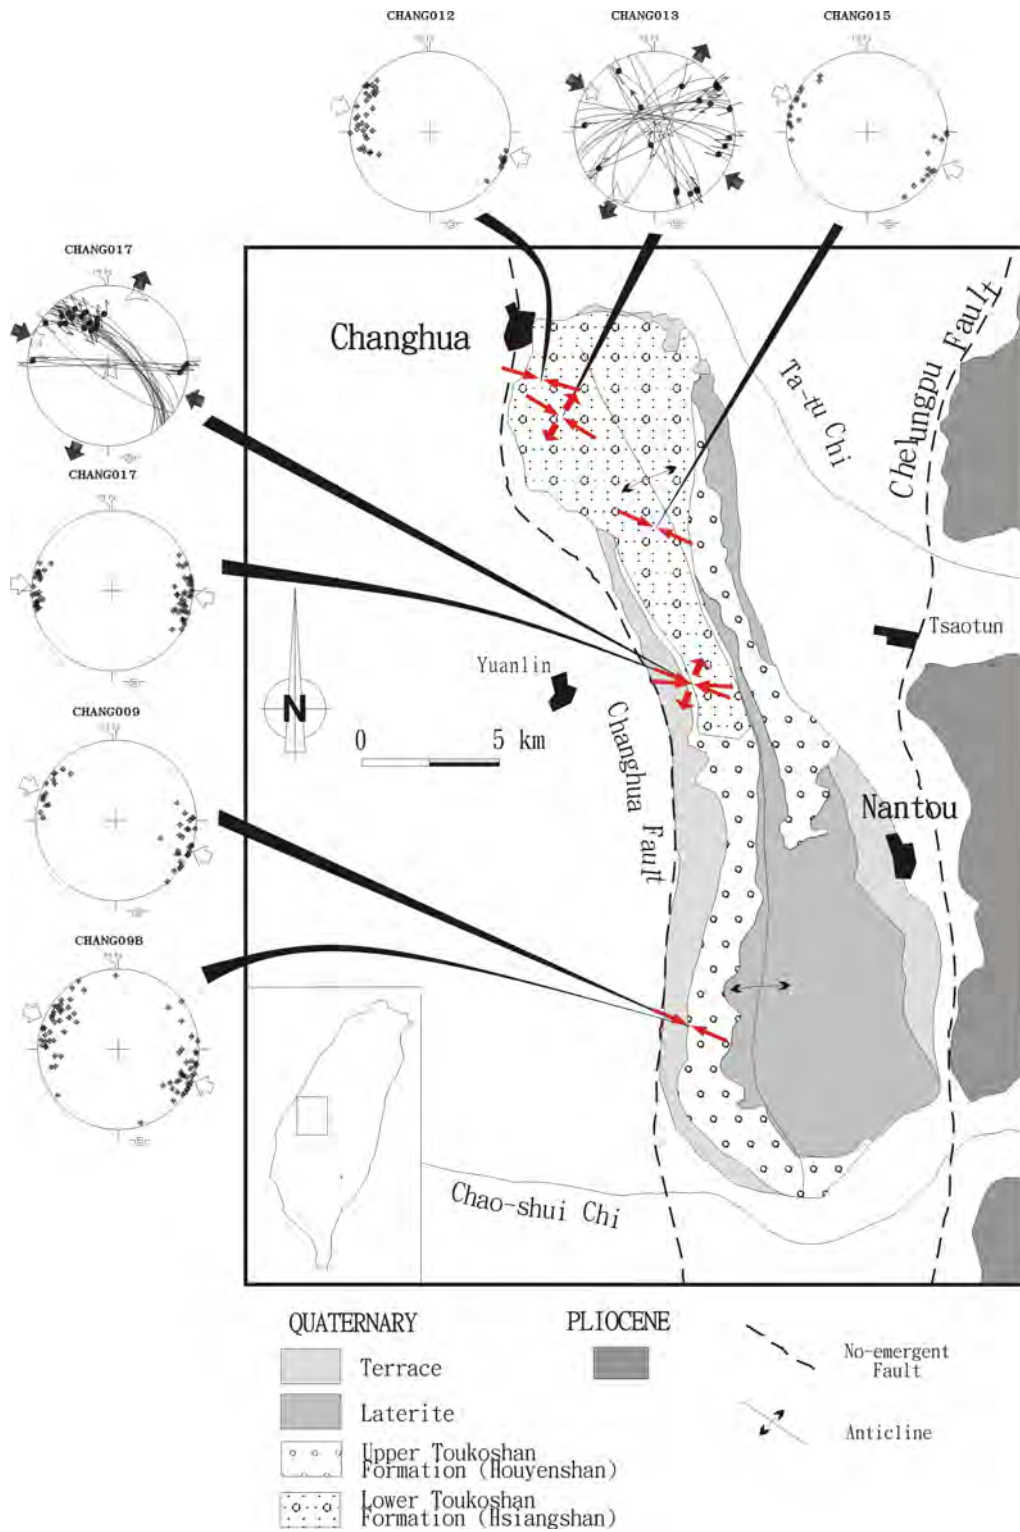 CHANG012
CHANG013
CHANG015
CHANG017
CHANG017
CHANG009
CHANG09B
Changhua
Ta-tu Chi
Chelungpu Fault
Tsaotun
Yuanlin
N
0 5 km
Changhua Fault
Nantou
Chao-shui Chi
QUATERNARY
Terrace
Laterite
Upper Toukoshan
Formation (Houyenshan)
Lower Toukoshan
Formation (Hsiangshan)
PLIOCENE
No-emergent
Fault
Anticline